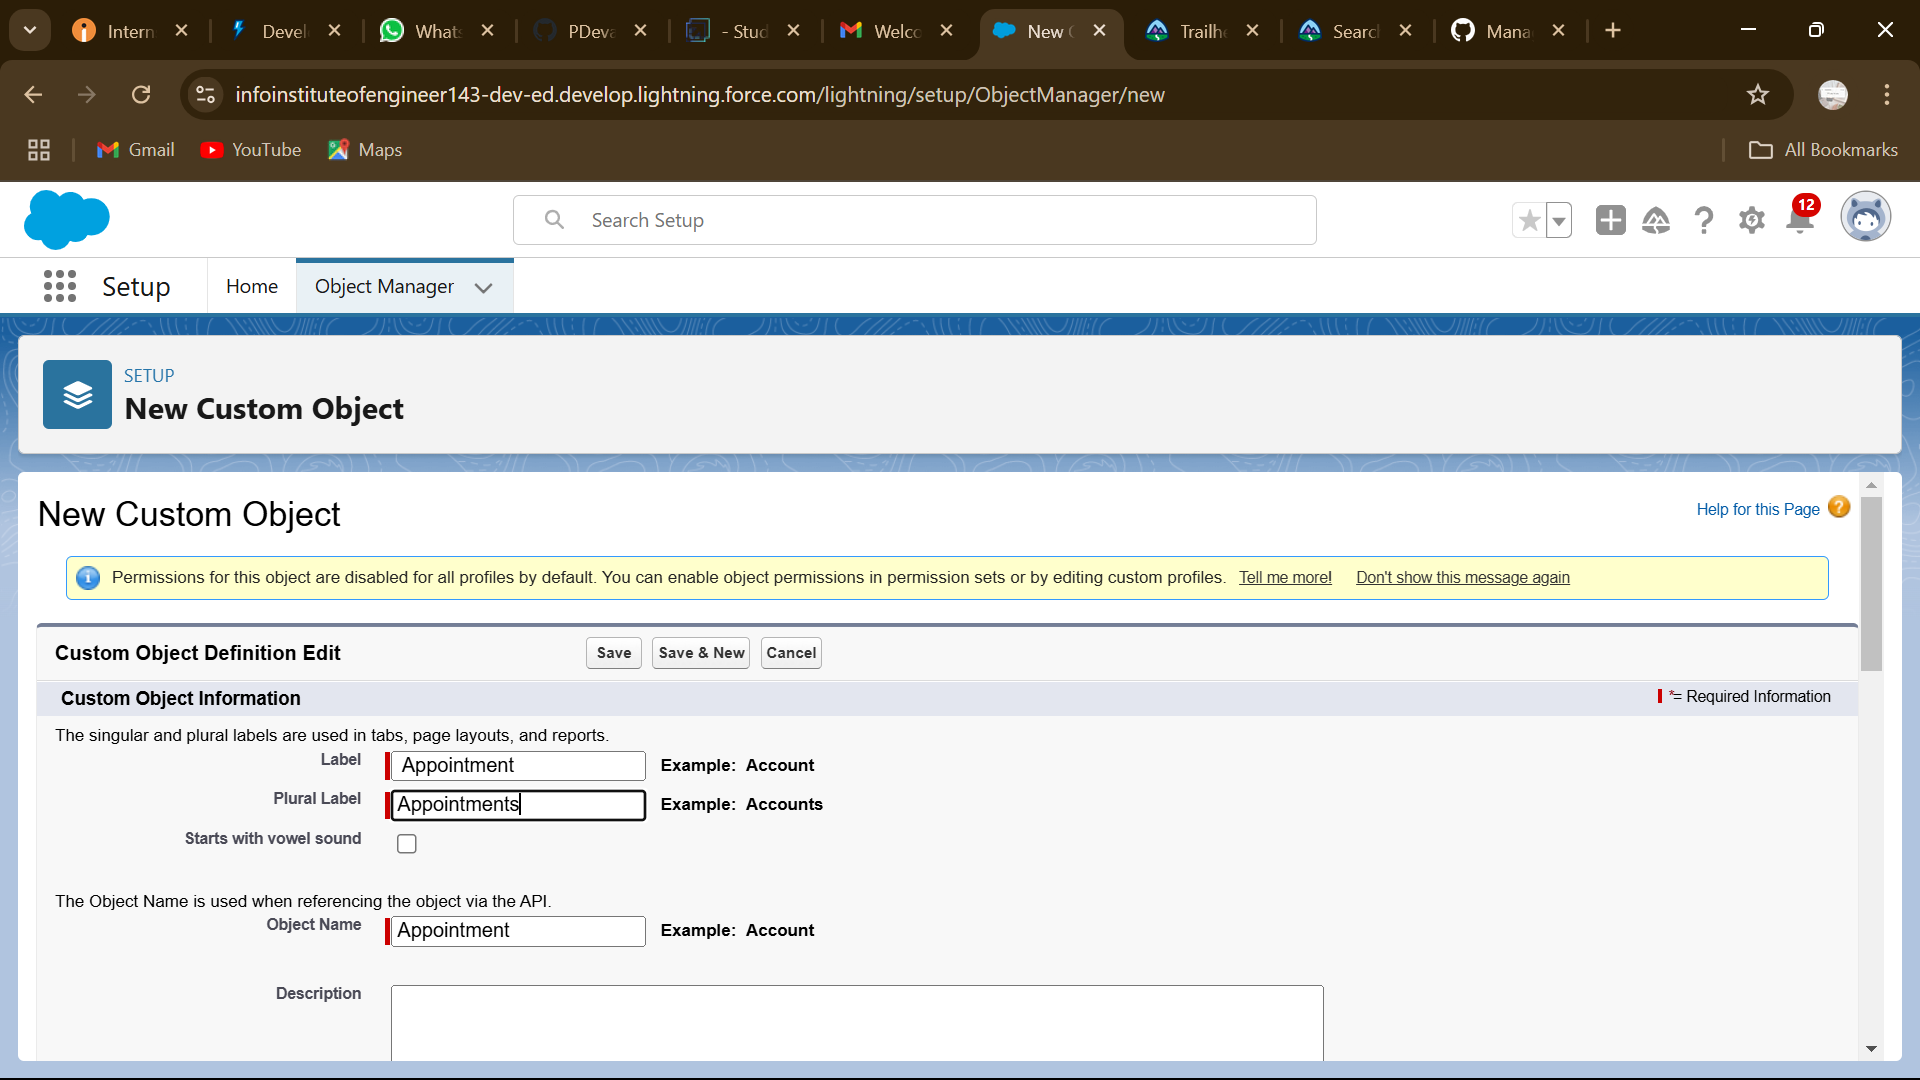 Intern
Devel
Whats
PDeva
- Stud
Welco
New C
Trailhe
Search
Mana
infoinstituteofengineer143-dev-ed.develop.lightning.force.com/lightning/setup/ObjectManager/new
Gmail
YouTube
Maps
All Bookmarks
Search Setup
12
Setup
Home
Object Manager
SETUP
New Custom Object
New Custom Object
Help for this Page
Permissions for this object are disabled for all profiles by default. You can enable object permissions in permission sets or by editing custom profiles. Tell me more! Don't show this message again
Custom Object Definition Edit Save Save & New Cancel
Custom Object Information *= Required Information
The singular and plural labels are used in tabs, page layouts, and reports.
Label Appointment Example: Account
Plural Label Appointments Example: Accounts
Starts with vowel sound
The Object Name is used when referencing the object via the API.
Object Name Appointment Example: Account
Description